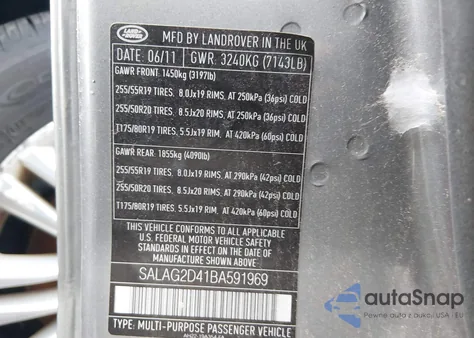 LAND ROVER
MFD BY LANDROVER IN THE UK
DATE: 06/11 GWR: 3240KG (7143LB)
GAWR FRONT: 1450kg (3197lb)
255/55R19 TIRES, 8.0Jx19 RIMS, AT 250kPa (36psi) COLD
255/50R20 TIRES, 8.5Jx20 RIMS, AT 250kPa (36psi) COLD
T175/80R19 TIRES, 5.5Jx19 RIM, AT 420kPa (60psi) COLD
GAWR REAR: 1855kg (4090lb)
255/55R19 TIRES, 8.0Jx19 RIMS, AT 290kPa (42psi) COLD
255/50R20 TIRES, 8.5Jx20 RIMS, AT 290kPa (42psi) COLD
T175/80R19 TIRES, 5.5Jx19 RIM, AT 420kPa (60psi) COLD
THIS VEHICLE CONFORMS TO ALL APPLICABLE
U.S. FEDERAL MOTOR VEHICLE SAFETY
STANDARDS IN EFFECT ON THE DATE OF
MANUFACTURE SHOWN ABOVE
SALAG2D41BA591969
TYPE: MULTI-PURPOSE PASSENGER VEHICLE
autoSnap
Pewne auta z USA i EU